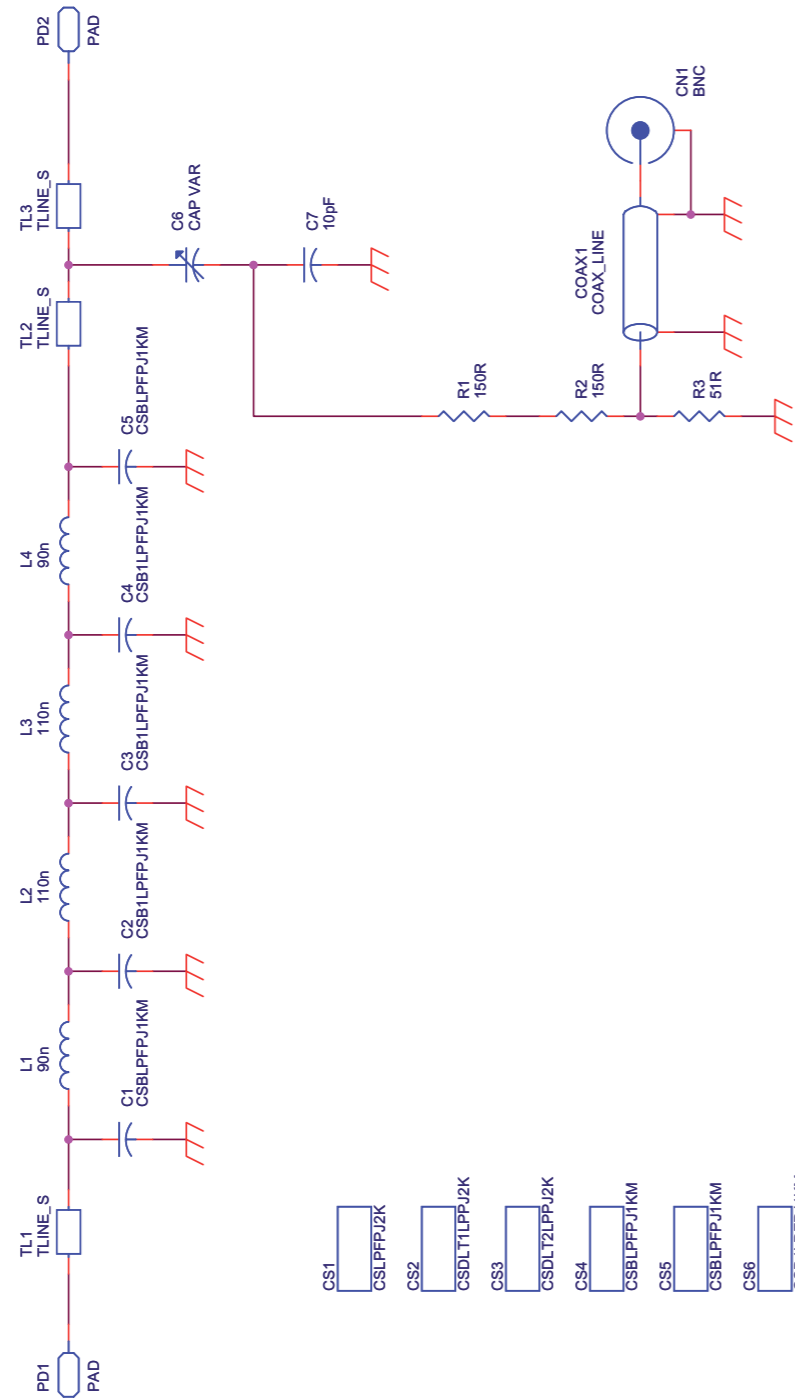 PD1
PAD
TL1
TLINE_S
C1
CSBLPFPJ1KM
L1
90n
C2
CSB1LPFPJ1KM
L2
110n
C3
CSB1LPFPJ1KM
L3
110n
C4
CSB1LPFPJ1KM
L4
90n
C5
CSBLPFPJ1KM
TL2
TLINE_S
TL3
TLINE_S
PD2
PAD
C6
CAP VAR
C7
10pF
R1
150R
R2
150R
R3
51R
COAX1
COAX_LINE
CN1
BNC
CS1
CSLPFPJ2K
CS2
CSDLT1LPPJ2K
CS3
CSDLT2LPPJ2K
CS4
CSBLPFPJ1KM
CS5
CSBLPFPJ1KM
CS6